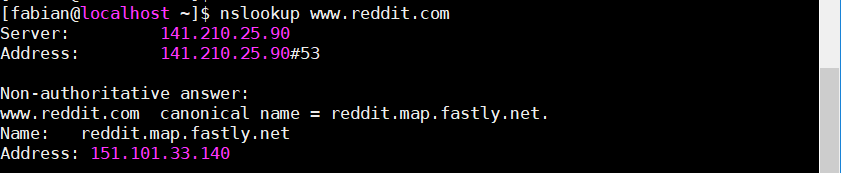 [fabian@localhost ~]$ nslookup www.reddit.com
Server:         141.210.25.90
Address:        141.210.25.90#53

Non-authoritative answer:
www.reddit.com  canonical name = reddit.map.fastly.net.
Name:   reddit.map.fastly.net
Address: 151.101.33.140